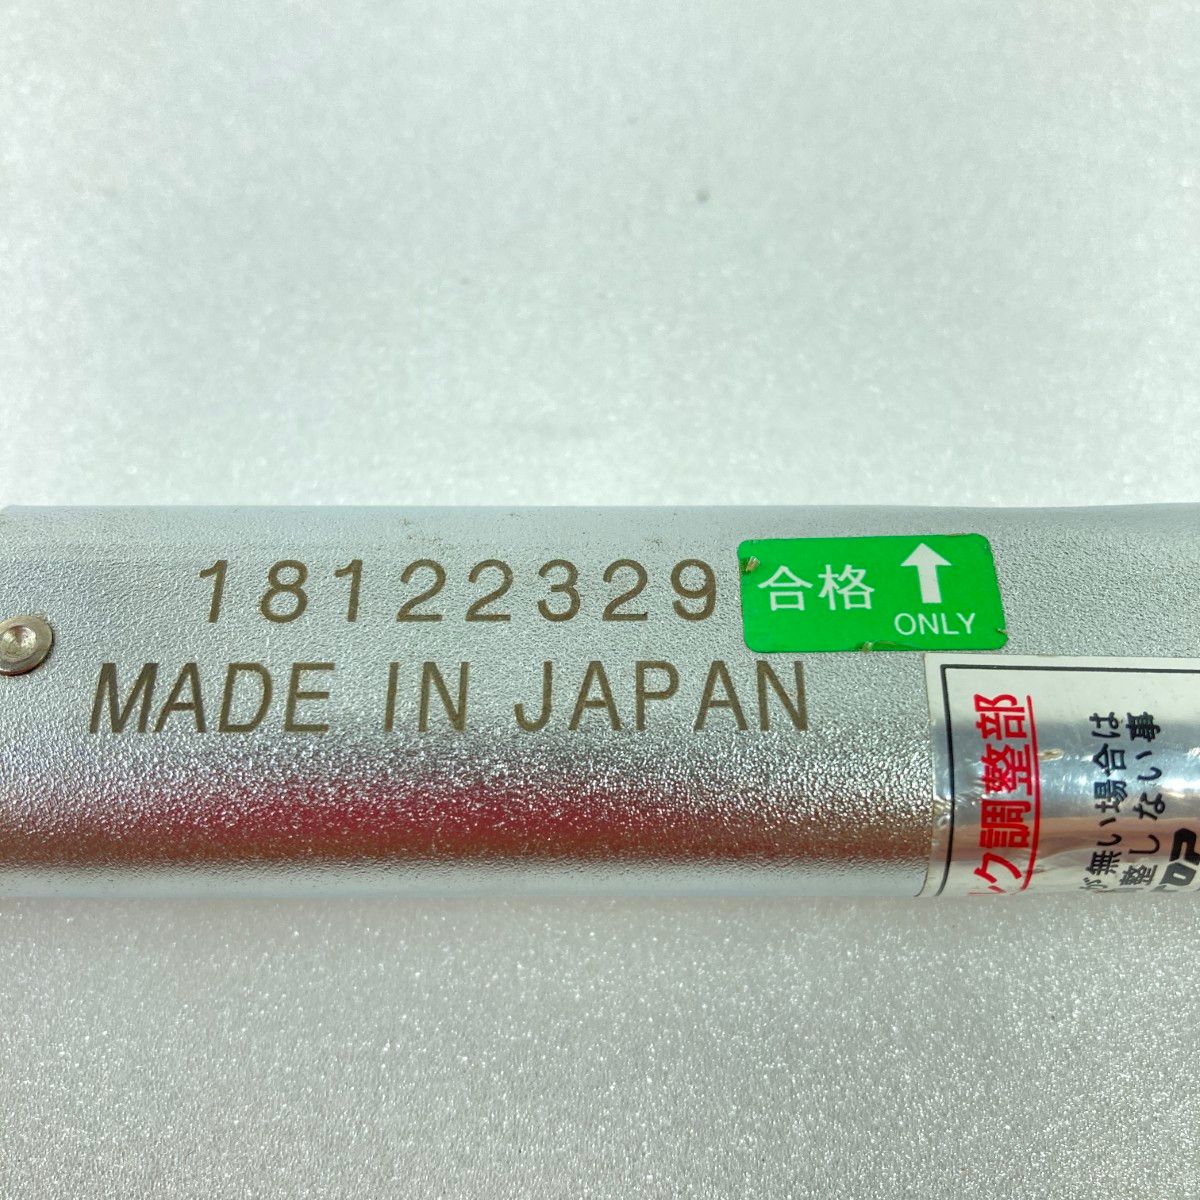 18122329
MADE IN JAPAN
合格
ONLY
ク調整部
が無い場合は
整しない事